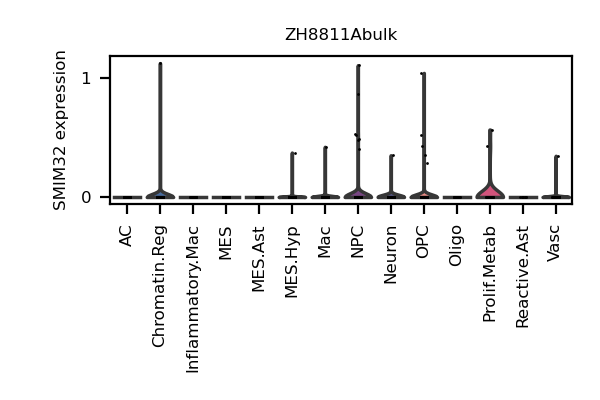 ZH8811Abulk
SMIM32 expression
1
0
AC
Chromatin.Reg
Inflammatory.Mac
MES
MES.Ast
MES.Hyp
Mac
NPC
Neuron
OPC
Oligo
Prolif.Metab
Reactive.Ast
Vasc